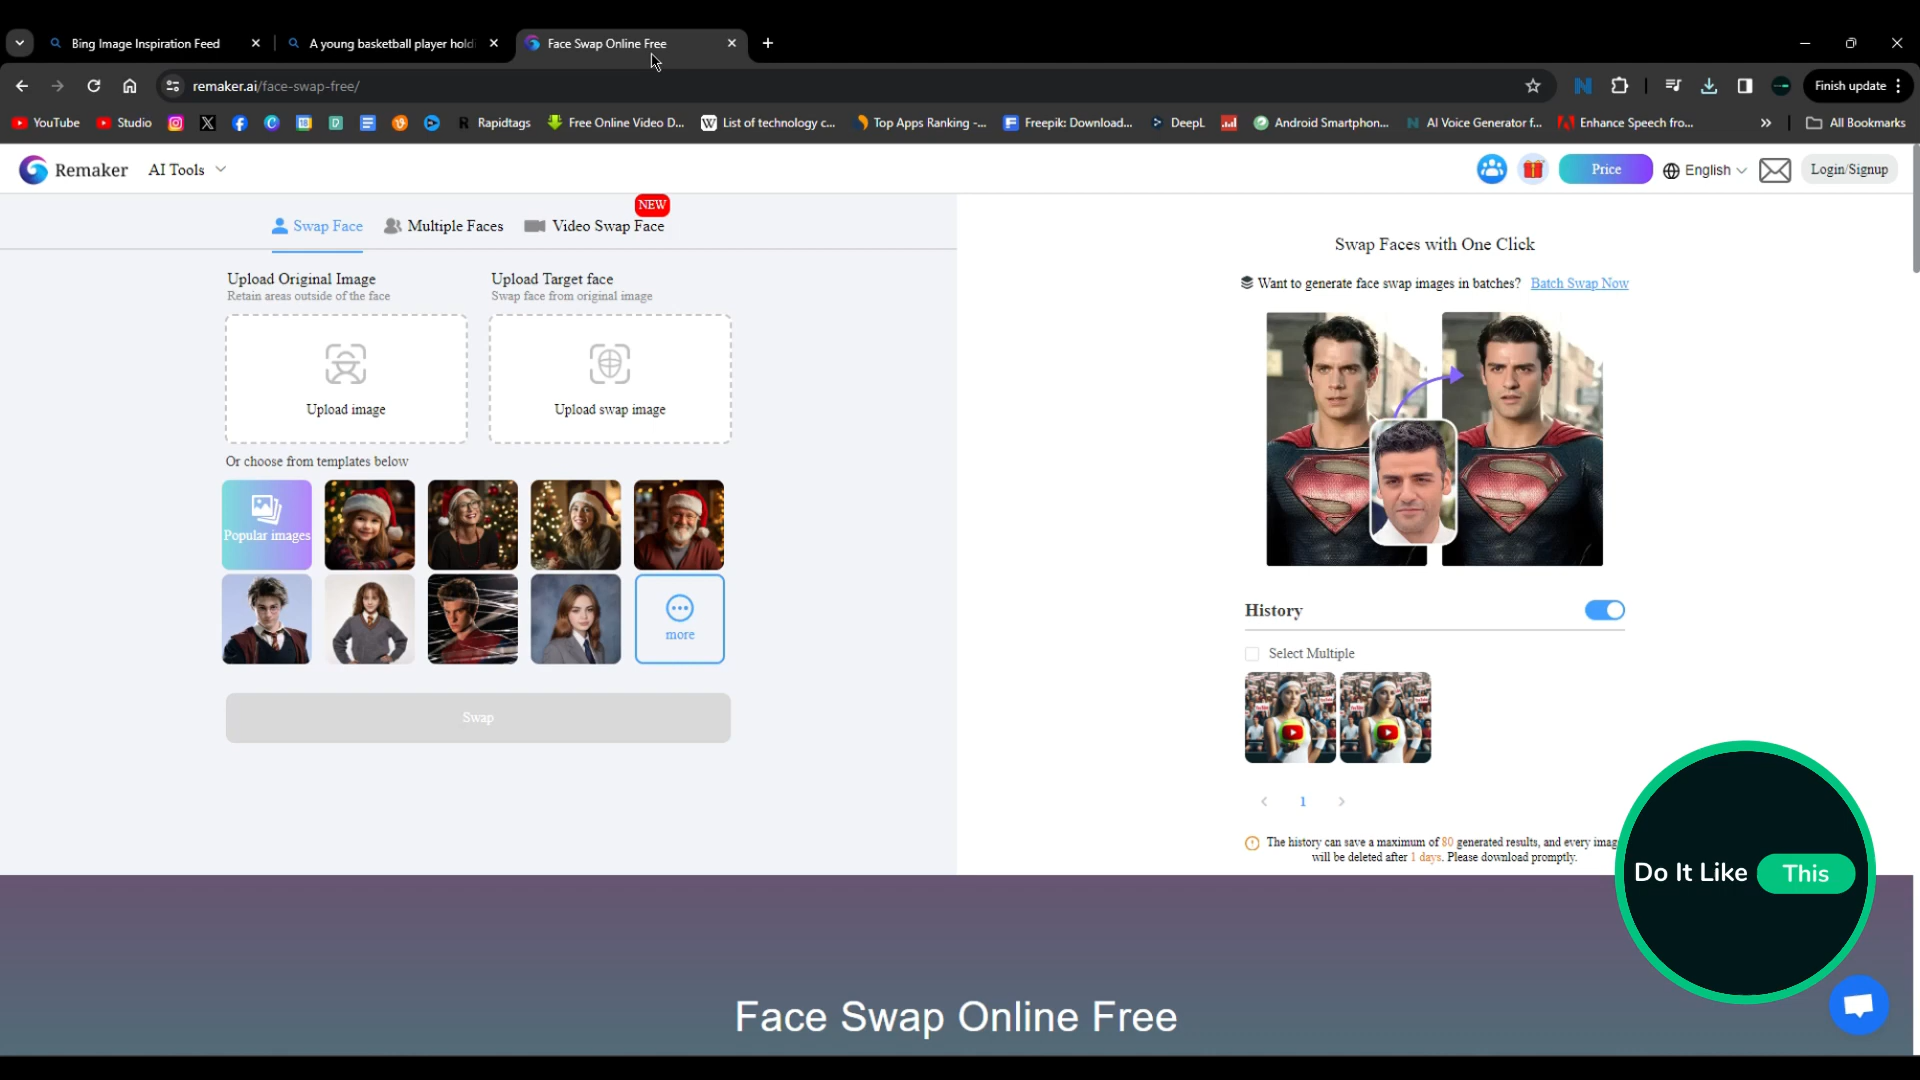 Bing Image Inspiration Feed
A young basketball player hold
Face Swap Online Free
remaker.ai/face-swap-free/
Finish update
YouTube
Studio
Rapidtags
Free Online Video D...
List of technology c...
Top Apps Ranking -...
Freepik: Download...
DeepL
Android Smartphon...
AI Voice Generator f...
Enhance Speech fro...
All Bookmarks
Remaker
AI Tools
Price
English
Login/Signup
NEW
Swap Face
Multiple Faces
Video Swap Face
Upload Original Image
Retain areas outside of the face
Upload Target face
Swap face from original image
Upload image
Upload swap image
Or choose from templates below
Popular images
more
Swap
Swap Faces with One Click
Want to generate face swap images in batches? Batch Swap Now
History
Select Multiple
1
The history can save a maximum of 80 generated results, and every imag
will be deleted after 1 days. Please download promptly.
Do It Like This
Face Swap Online Free